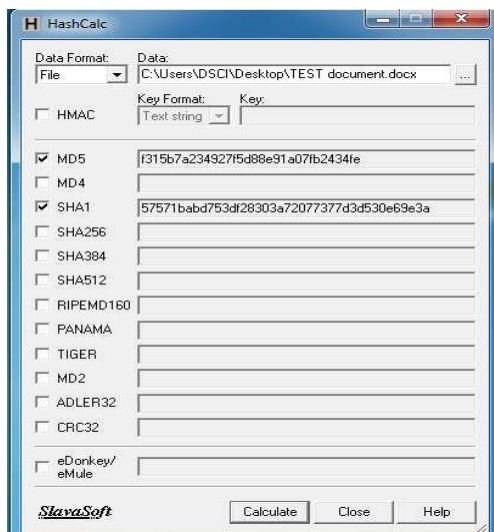 HashCalc
Data Format: Data:
File C:\Users\DSCI\Desktop\TEST document.docx ...
Key Format: Key:
HMAC Text string
MD5 f315b7a234927f5d88e91a07fb2434fe
MD4
SHA1 57571babd753df28303a72077377d3d530e69e3a
SHA256
SHA384
SHA512
RIPEMD160
PANAMA
TIGER
MD2
ADLER32
CRC32
eDonkey/
eMule
SlavaSoft Calculate Close Help